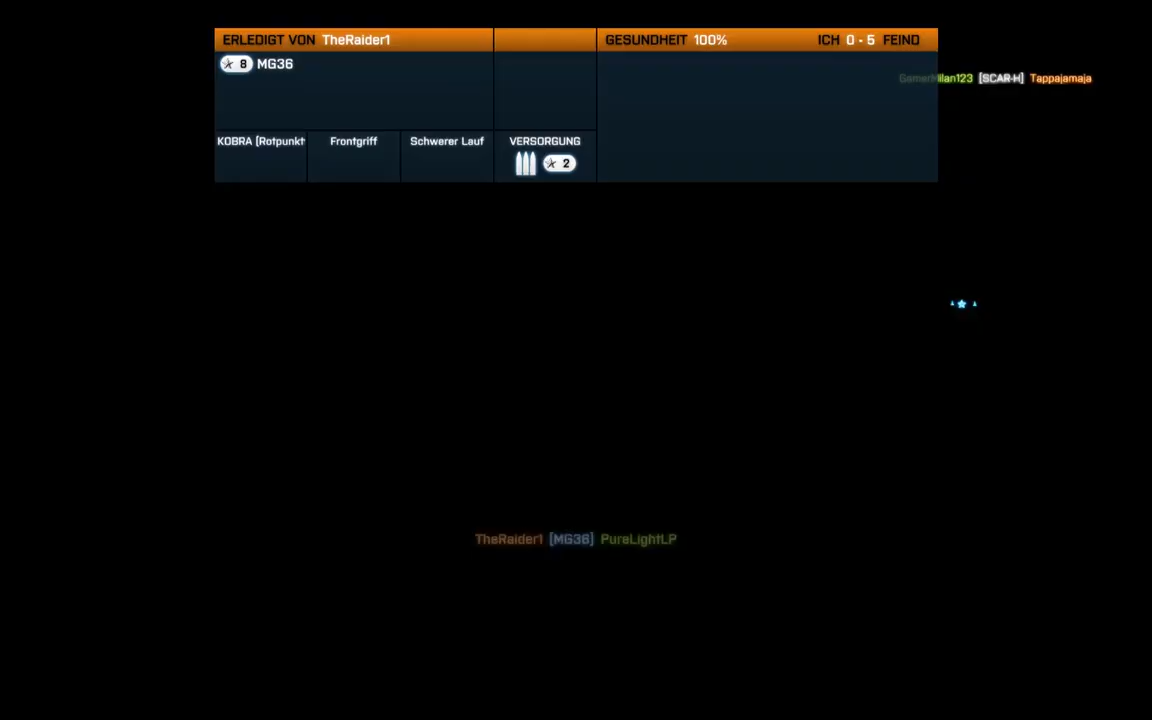 ERLEDIGT VON TheRaider1
GESUNDHEIT 100%
ICH 0 - 5 FEIND
8 MG36
GamerMilan123 [SCAR-H] Tappajamaja
KOBRA [Rotpunkt
Frontgriff
Schwerer Lauf
VERSORGUNG
2
TheRaider1 [MG36] PureLightLP